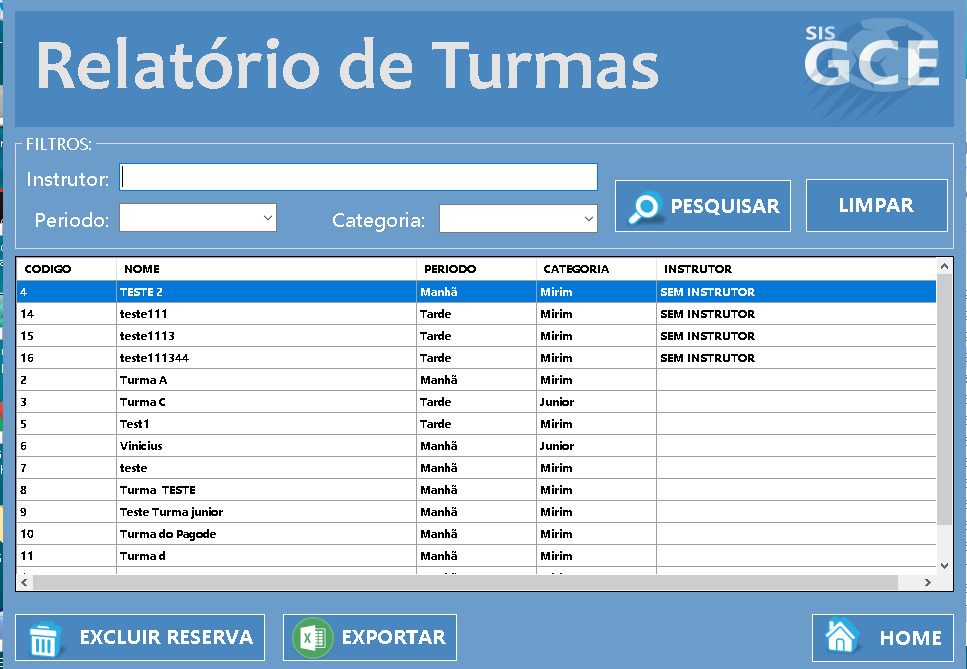 Relatório de Turmas
SIS
GCE
FILTROS:
Instrutor:
Periodo:
Categoria:
PESQUISAR
LIMPAR
CODIGO NOME PERIODO CATEGORIA INSTRUTOR
4 TESTE 2 Manhã Mirim SEM INSTRUTOR
14 teste111 Tarde Mirim SEM INSTRUTOR
15 teste1113 Tarde Mirim SEM INSTRUTOR
16 teste111344 Tarde Mirim SEM INSTRUTOR
2 Turma A Manhã Mirim
3 Turma C Tarde Junior
5 Test1 Tarde Mirim
6 Vinicius Manhã Junior
7 teste Manhã Mirim
8 Turma  TESTE Manhã Mirim
9 Teste Turma junior Manhã Mirim
10 Turma do Pagode Manhã Mirim
11 Turma d Manhã Mirim
EXCLUIR RESERVA
EXPORTAR
HOME